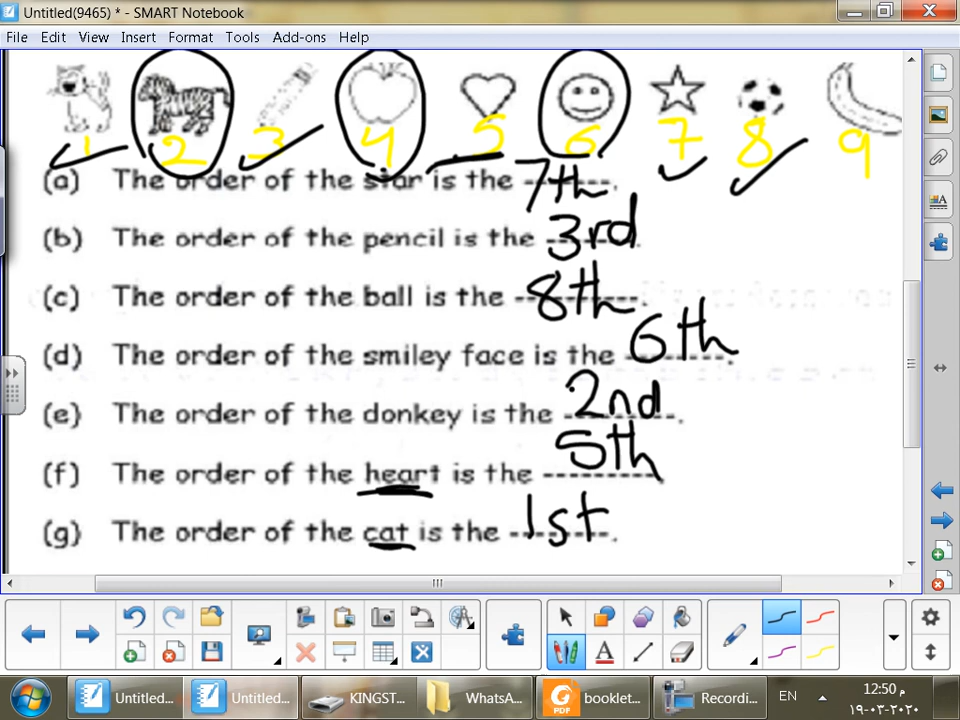 Untitled(9465) * - SMART Notebook
File Edit View Insert Format Tools Add-ons Help
1 2 3 4 5 6 7 8 9
(a) The order of the star is the 7th.
(b) The order of the pencil is the 3rd.
(c) The order of the ball is the 8th.
(d) The order of the smiley face is the 6th.
(e) The order of the donkey is the 2nd.
(f) The order of the heart is the 5th
(g) The order of the cat is the 1st.
Untitled... Untitled... KINGST... WhatsA... PDF booklet... Recordi... EN 12:50 م
١٩-٠٣-٢٠٢٠